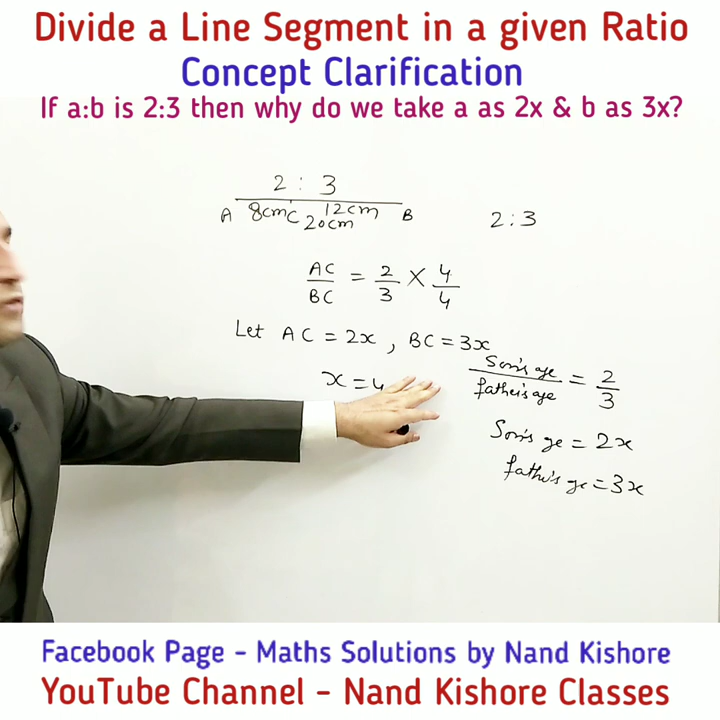 Divide a Line Segment in a given Ratio
Concept Clarification
If a:b is 2:3 then why do we take a as 2x & b as 3x?
2 : 3
A 8cm C 12cm B
20cm
2:3
AC/BC = 2/3 × 4/4
Let AC = 2x , BC = 3x
x = 4
Son's age/father's age = 2/3
Son's ge = 2x
father's ge = 3x
Facebook Page - Maths Solutions by Nand Kishore
YouTube Channel - Nand Kishore Classes